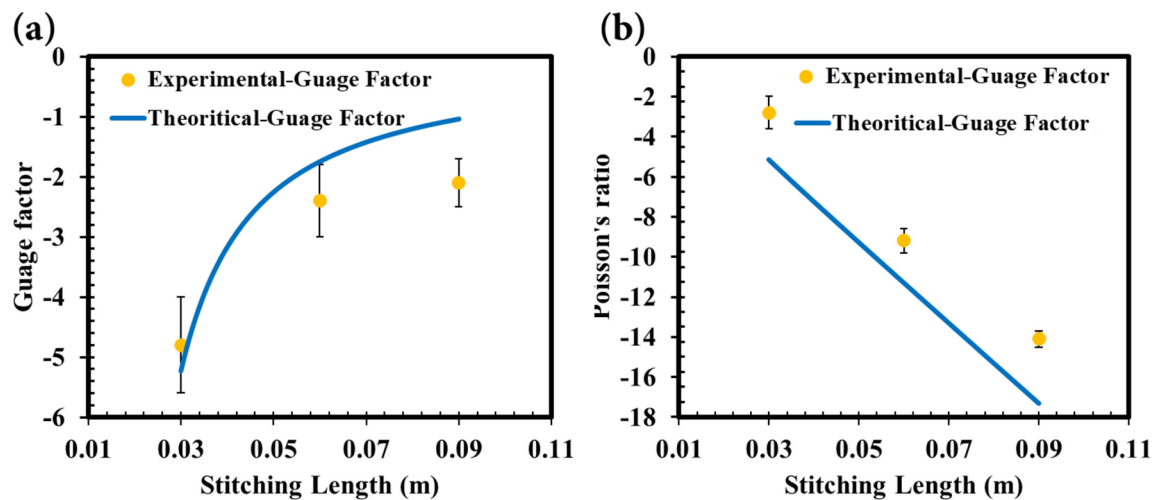 (a)
0
-1
-2
-3
-4
-5
-6
Guage factor
Experimental-Guage Factor
Theoritical-Guage Factor
0.01 0.03 0.05 0.07 0.09 0.11
Stitching Length (m)
(b)
0
-2
-4
-6
-8
-10
-12
-14
-16
-18
Poisson's ratio
Experimental-Guage Factor
Theoritical-Guage Factor
0.01 0.03 0.05 0.07 0.09 0.11
Stitching Length (m)